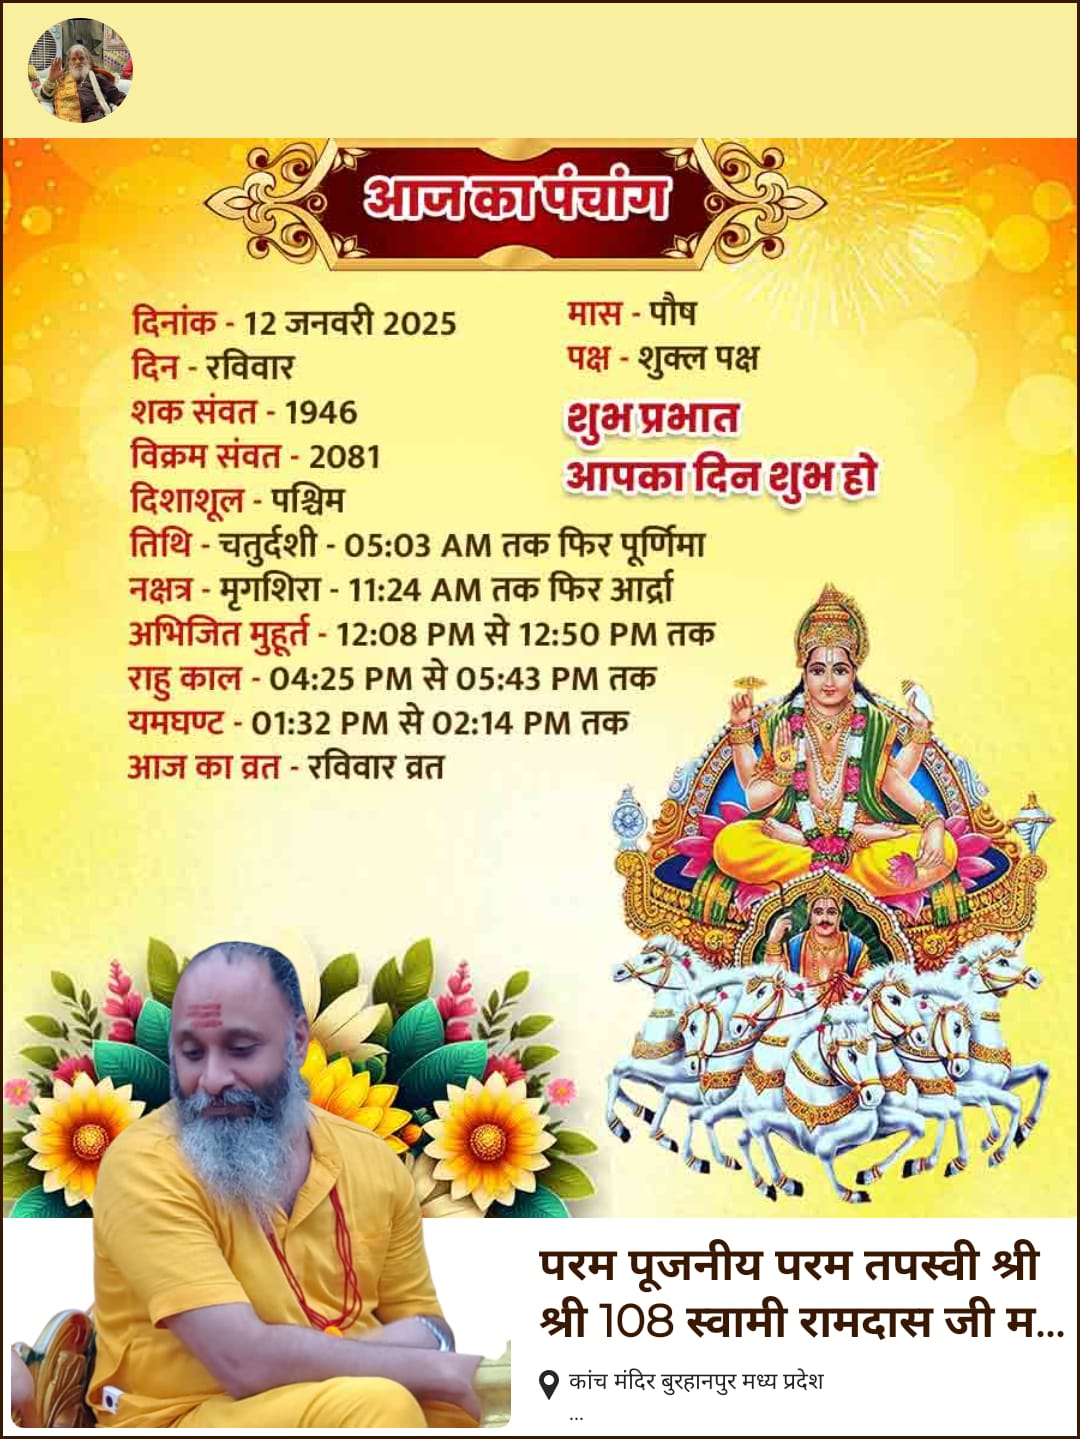 आज का पंचांग
दिनांक - 12 जनवरी 2025
दिन - रविवार
शक संवत - 1946
विक्रम संवत - 2081
दिशाशूल - पश्चिम
मास - पौष
पक्ष - शुक्ल पक्ष
शुभ प्रभात
आपका दिन शुभ हो
तिथि - चतुर्दशी - 05:03 AM तक फिर पूर्णिमा
नक्षत्र - मृगशिरा - 11:24 AM तक फिर आर्द्रा
अभिजित मुहूर्त - 12:08 PM से 12:50 PM तक
राहु काल - 04:25 PM से 05:43 PM तक
यमघण्ट - 01:32 PM से 02:14 PM तक
आज का व्रत - रविवार व्रत
परम पूजनीय परम तपस्वी श्री
श्री 108 स्वामी रामदास जी म...
कांच मंदिर बुरहानपुर मध्य प्रदेश
...